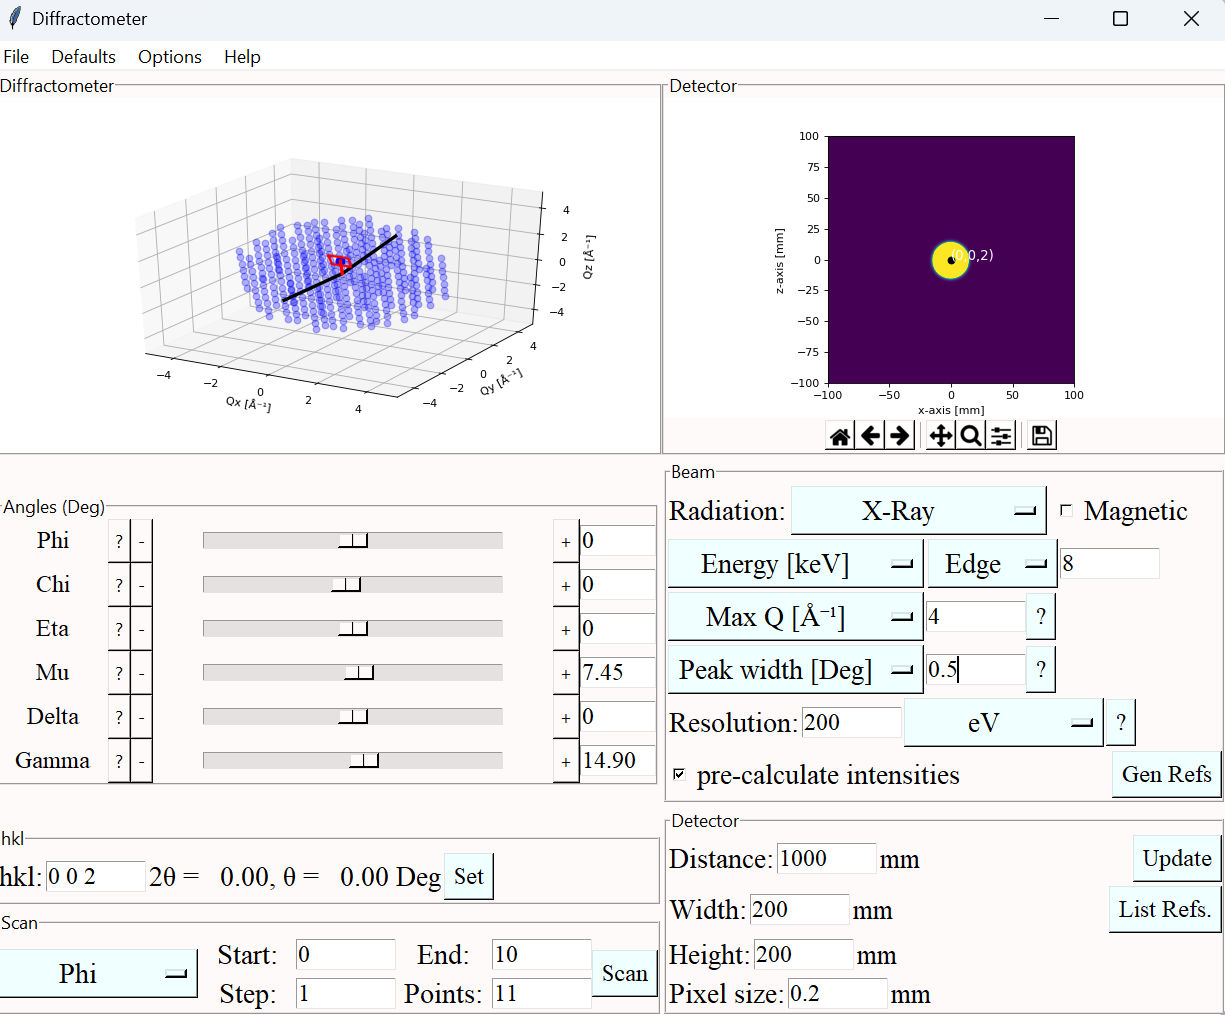 Diffractometer
File Defaults Options Help
Diffractometer
4
2
0
−2
−4
Qz [Å⁻¹]
−4
−2
0
2
4
Qx [Å⁻¹]
−4
−2
0
2
4
Qy [Å⁻¹]
Detector
100
75
50
25
0
−25
−50
−75
−100
z-axis [mm]
(0,0,2)
−100 −50 0 50 100
x-axis [mm]
Angles (Deg)
Phi ? - + 0
Chi ? - + 0
Eta ? - + 0
Mu ? - + 7.45
Delta ? - + 0
Gamma ? - + 14.90
hkl
hkl: 0 0 2 2θ = 0.00, θ = 0.00 Deg Set
Scan
Phi
Start: 0 End: 10
Step: 1 Points: 11
Scan
Beam
Radiation: X-Ray Magnetic
Energy [keV] Edge 8
Max Q [Å⁻¹] 4 ?
Peak width [Deg] 0.5 ?
Resolution: 200 eV ?
pre-calculate intensities Gen Refs
Detector
Distance: 1000 mm Update
Width: 200 mm List Refs.
Height: 200 mm
Pixel size: 0.2 mm